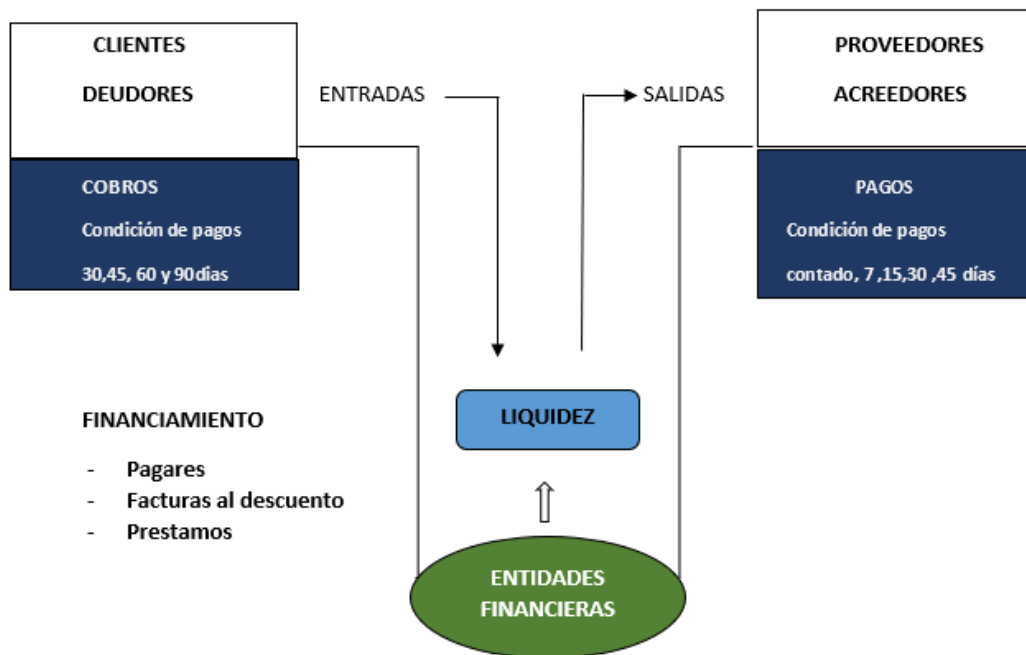 CLIENTES
DEUDORES
ENTRADAS
SALIDAS
PROVEEDORES
ACREEDORES
COBROS
Condición de pagos
30,45, 60 y 90dias
PAGOS
Condición de pagos
contado, 7 ,15,30 ,45 días
LIQUIDEZ
FINANCIAMIENTO
- Pagares
- Facturas al descuento
- Prestamos
ENTIDADES
FINANCIERAS